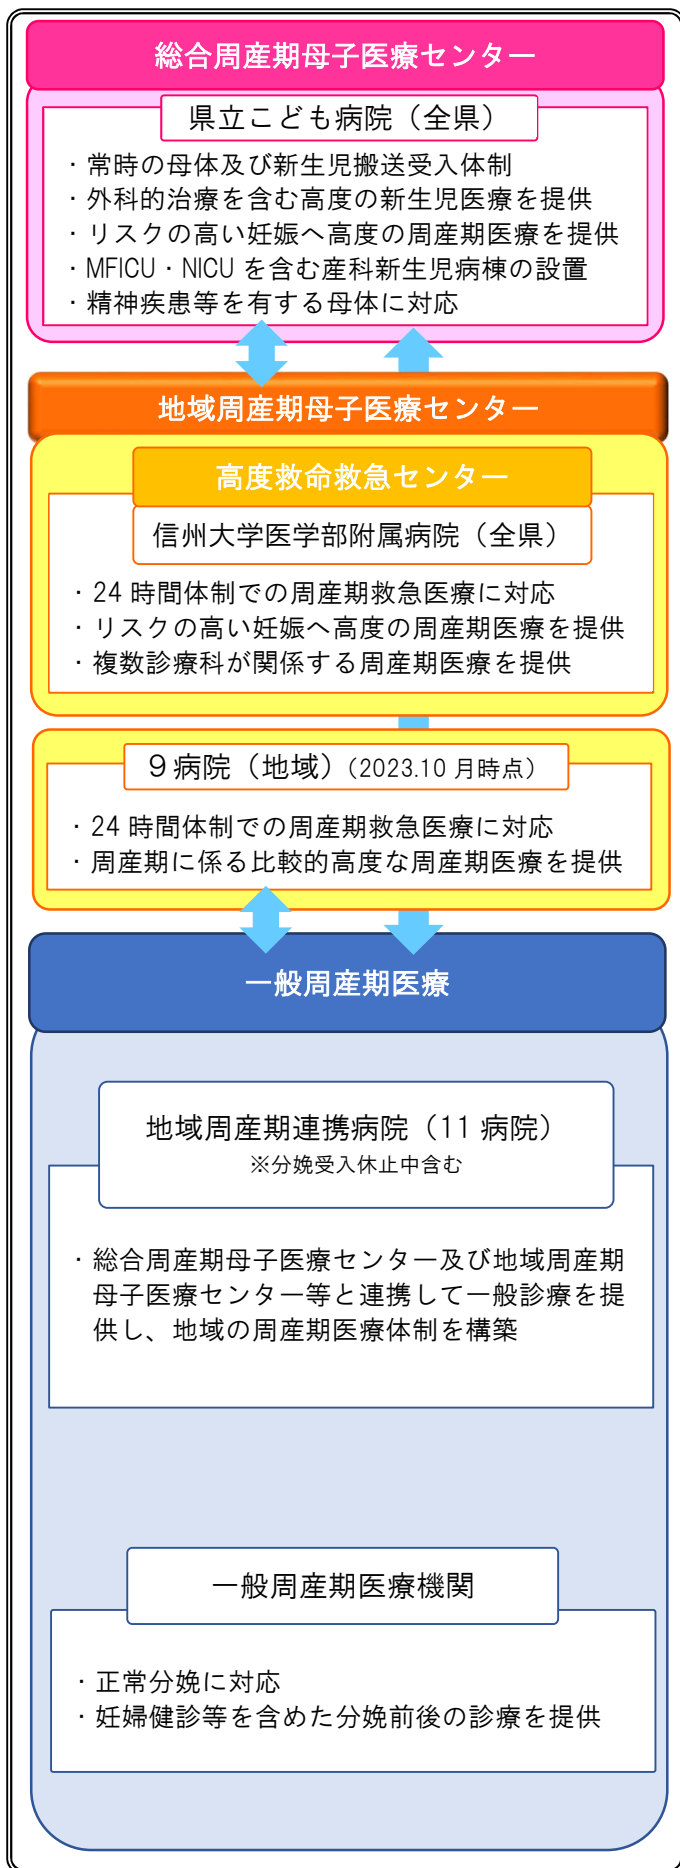 総合周産期母子医療センター
県立こども病院（全県）
・常時の母体及び新生児搬送受入体制
・外科的治療を含む高度の新生児医療を提供
・リスクの高い妊娠へ高度の周産期医療を提供
・MFICU・NICU を含む産科新生児病棟の設置
・精神疾患等を有する母体に対応
地域周産期母子医療センター
高度救命救急センター
信州大学医学部附属病院（全県）
・24 時間体制での周産期救急医療に対応
・リスクの高い妊娠へ高度の周産期医療を提供
・複数診療科が関係する周産期医療を提供
９病院（地域）（2023.10 月時点）
・24 時間体制での周産期救急医療に対応
・周産期に係る比較的高度な周産期医療を提供
一般周産期医療
地域周産期連携病院（11 病院）
※分娩受入休止中含む
・総合周産期母子医療センター及び地域周産期
母子医療センター等と連携して一般診療を提
供し、地域の周産期医療体制を構築
一般周産期医療機関
・正常分娩に対応
・妊婦健診等を含めた分娩前後の診療を提供